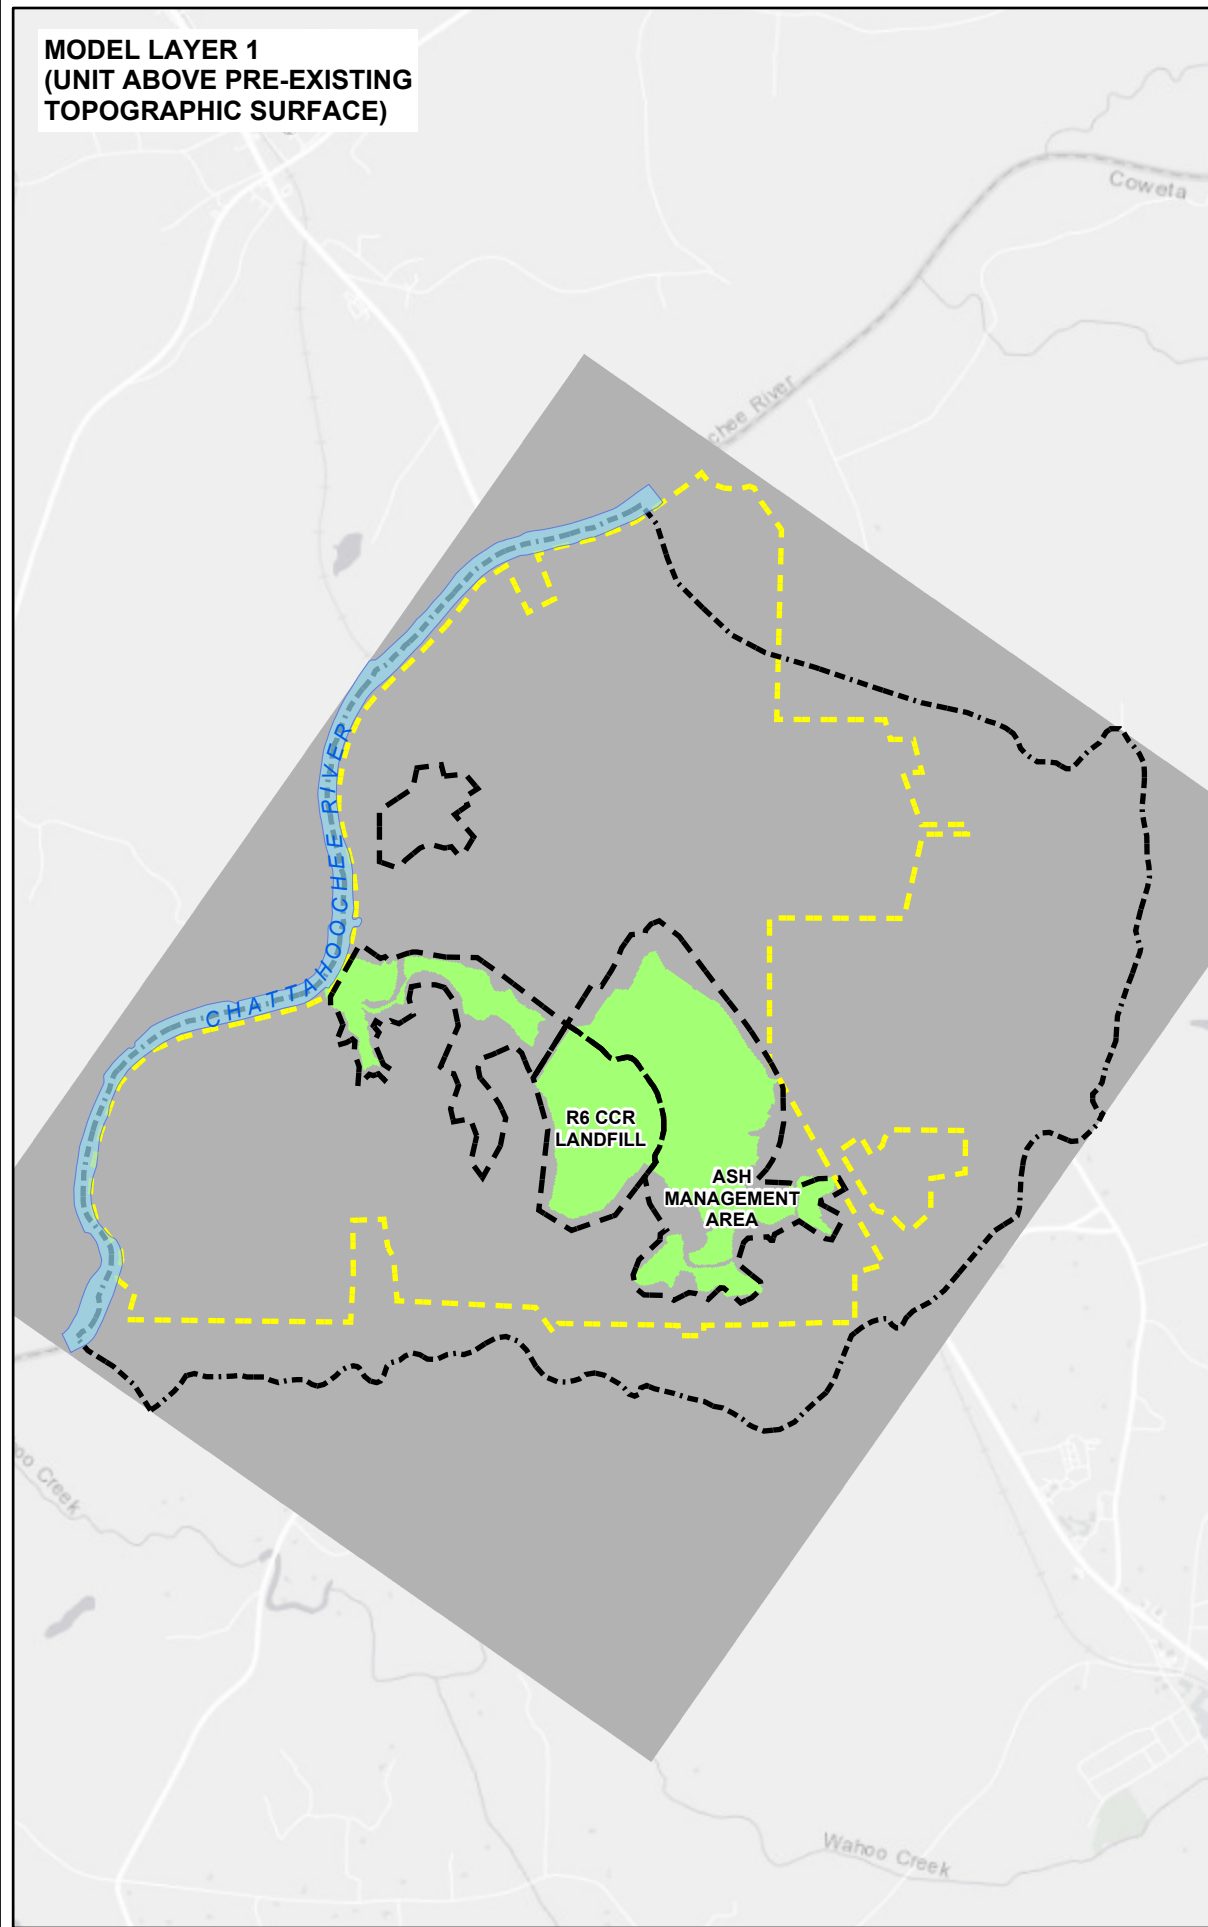 MODEL LAYER 1
(UNIT ABOVE PRE-EXISTING
TOPOGRAPHIC SURFACE)
Coweta
chee River
CHATTAHOOCHEE RIVER
R6 CCR
LANDFILL
ASH
MANAGEMENT
AREA
oo Creek
Wahoo Creek